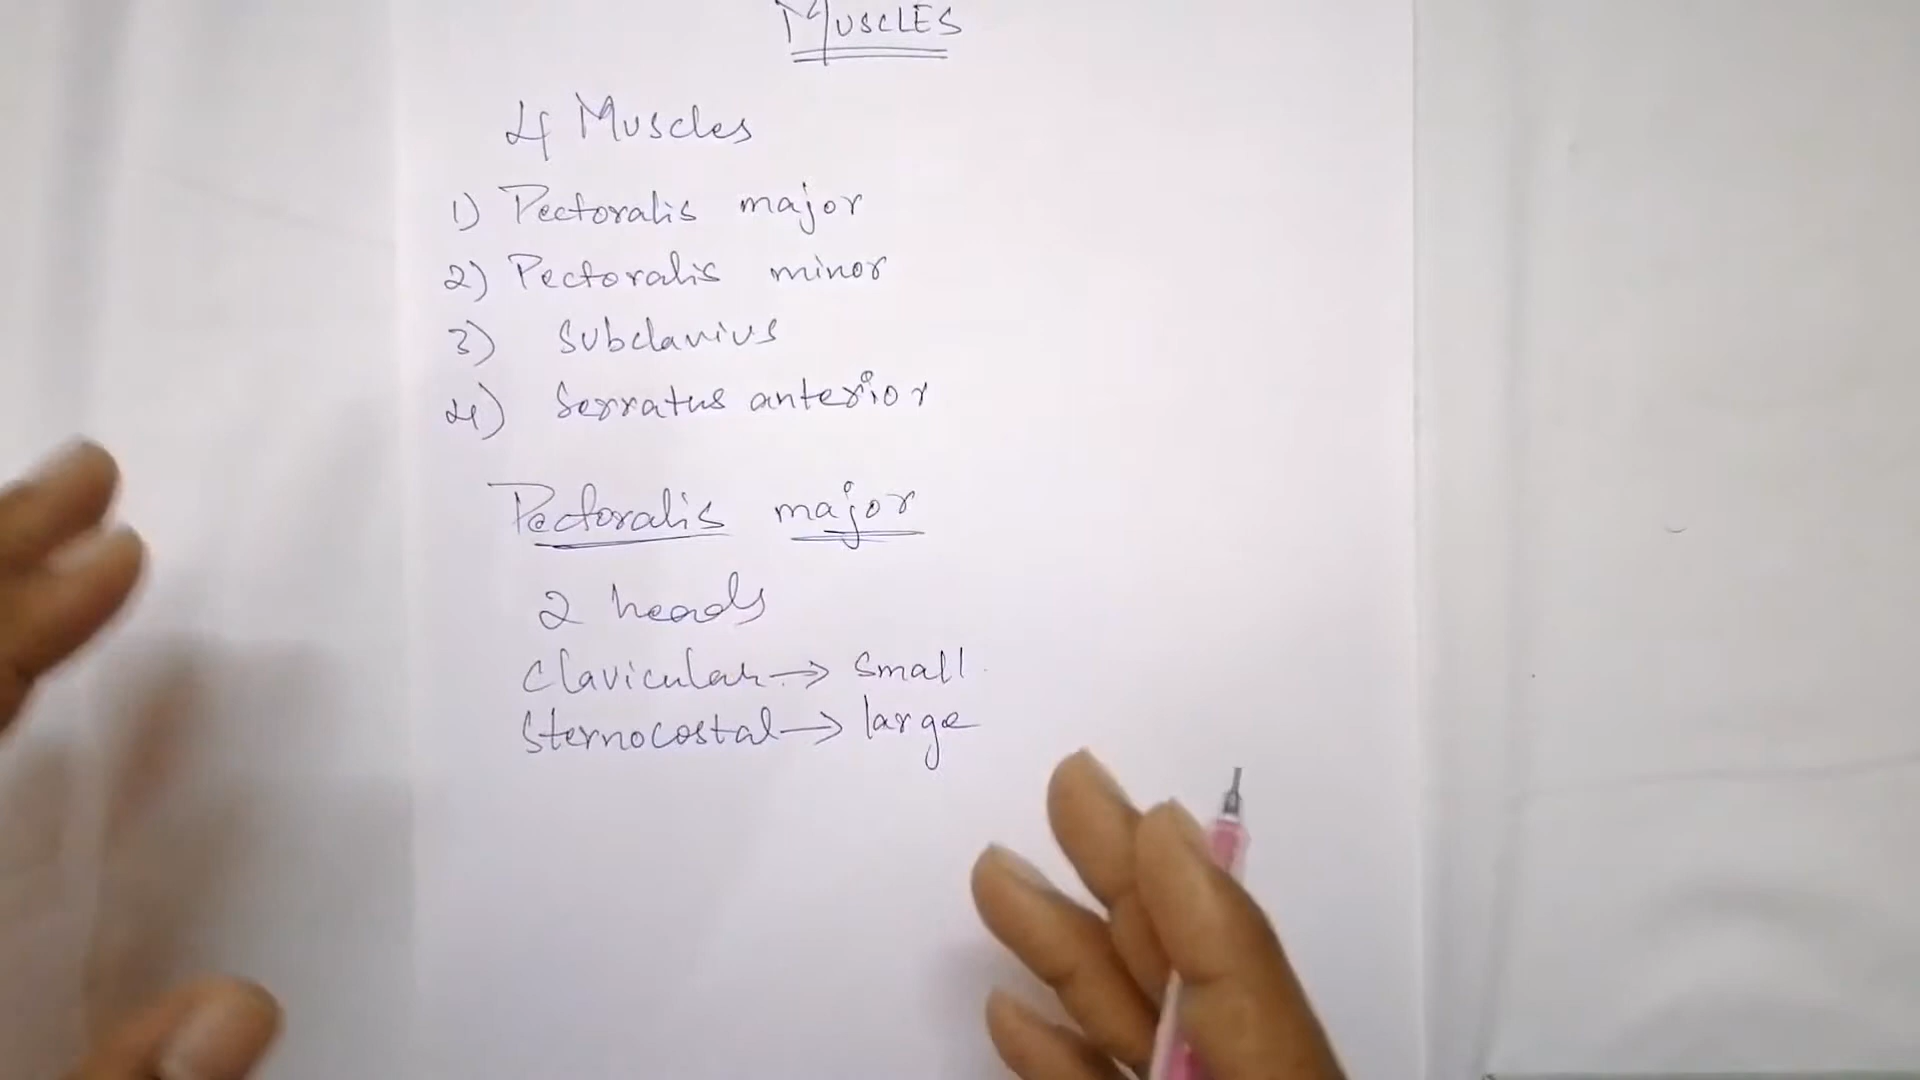 MUSCLES
4 Muscles
1) Pectoralis major
2) Pectoralis minor
3) Subclavius
4) Serratus anterior
Pectoralis major
2 heads
Clavicular → small
Sternocostal → large